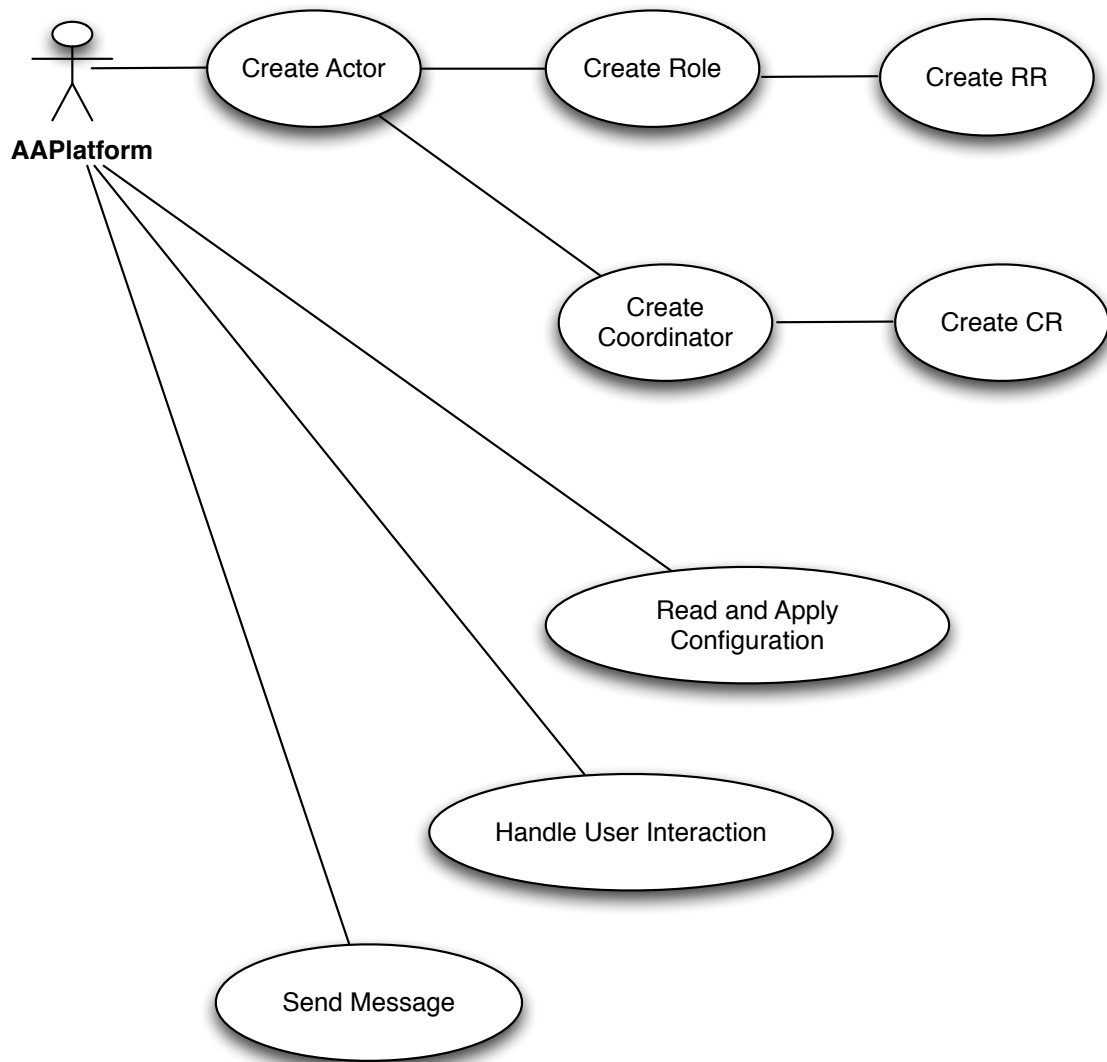 Create Actor
Create Role
Create RR
AAPlatform
Create
Coordinator
Create CR
Read and Apply
Configuration
Handle User Interaction
Send Message